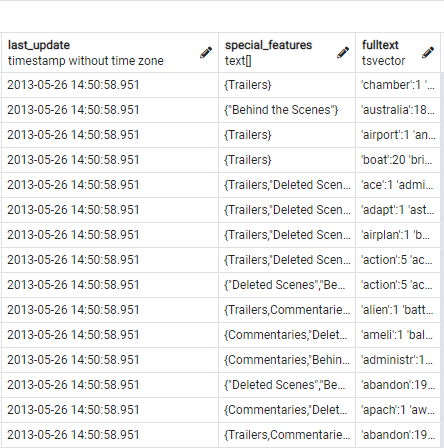 last_update special_features fulltext
timestamp without time zone text[] tsvector
2013-05-26 14:50:58.951 {Trailers} 'chamber':1 '...
2013-05-26 14:50:58.951 {"Behind the Scenes"} 'australia':18...
2013-05-26 14:50:58.951 {Trailers} 'airport':1 'an...
2013-05-26 14:50:58.951 {Trailers} 'boat':20 'bri...
2013-05-26 14:50:58.951 {Trailers,"Deleted Scen... 'ace':1 'admi...
2013-05-26 14:50:58.951 {Trailers,"Deleted Scen... 'adapt':1 'ast...
2013-05-26 14:50:58.951 {Trailers,"Deleted Scen... 'airplan':1 'b...
2013-05-26 14:50:58.951 {Trailers,"Deleted Scen... 'action':5 'ac...
2013-05-26 14:50:58.951 {"Deleted Scenes","Be... 'action':5 'ac...
2013-05-26 14:50:58.951 {Trailers,Commentarie... 'alien':1 'batt...
2013-05-26 14:50:58.951 {Commentaries,"Delet... 'ameli':1 'bal...
2013-05-26 14:50:58.951 {Commentaries,"Behin... 'administr':1...
2013-05-26 14:50:58.951 {"Deleted Scenes","Be... 'abandon':19...
2013-05-26 14:50:58.951 {Commentaries,"Delet... 'apach':1 'aw...
2013-05-26 14:50:58.951 {Trailers,Commentarie... 'abandon':19...